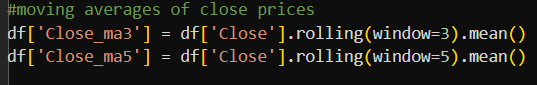 #moving averages of close prices
df['Close_ma3'] = df['Close'].rolling(window=3).mean()
df['Close_ma5'] = df['Close'].rolling(window=5).mean()